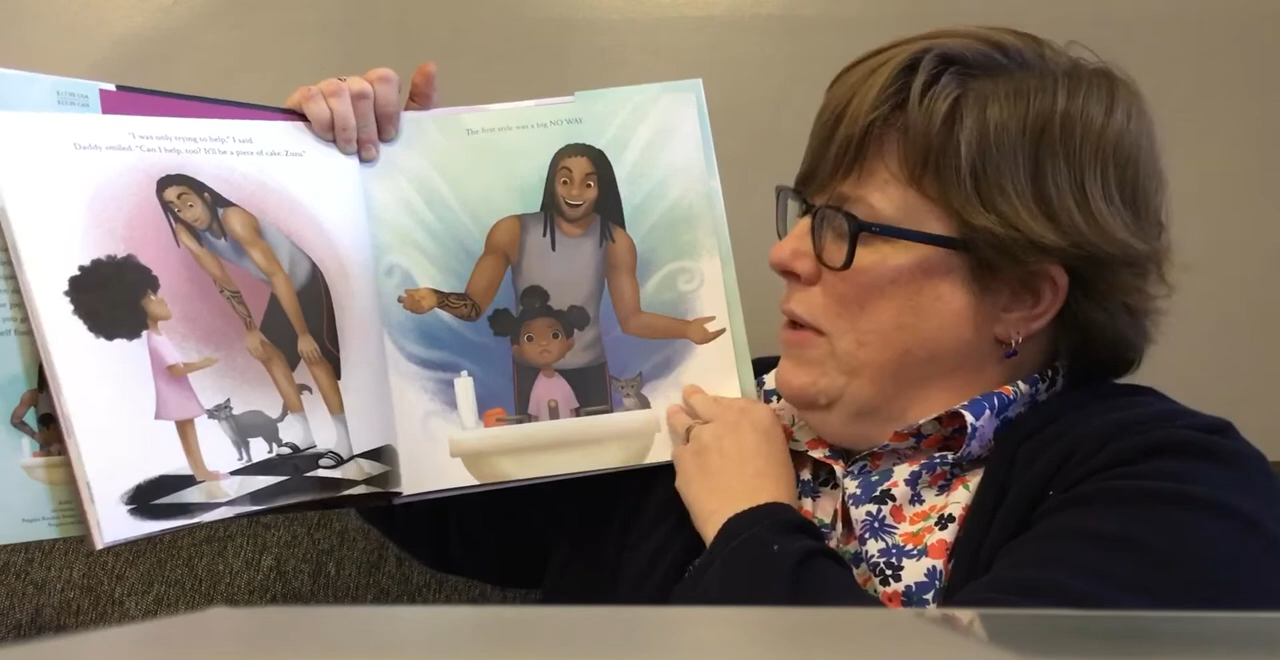 "I was only trying to help," I said.
Daddy smiled. "Can I help, too? It'll be a piece of cake, Zuzu"
The first style was a big NO WAY.